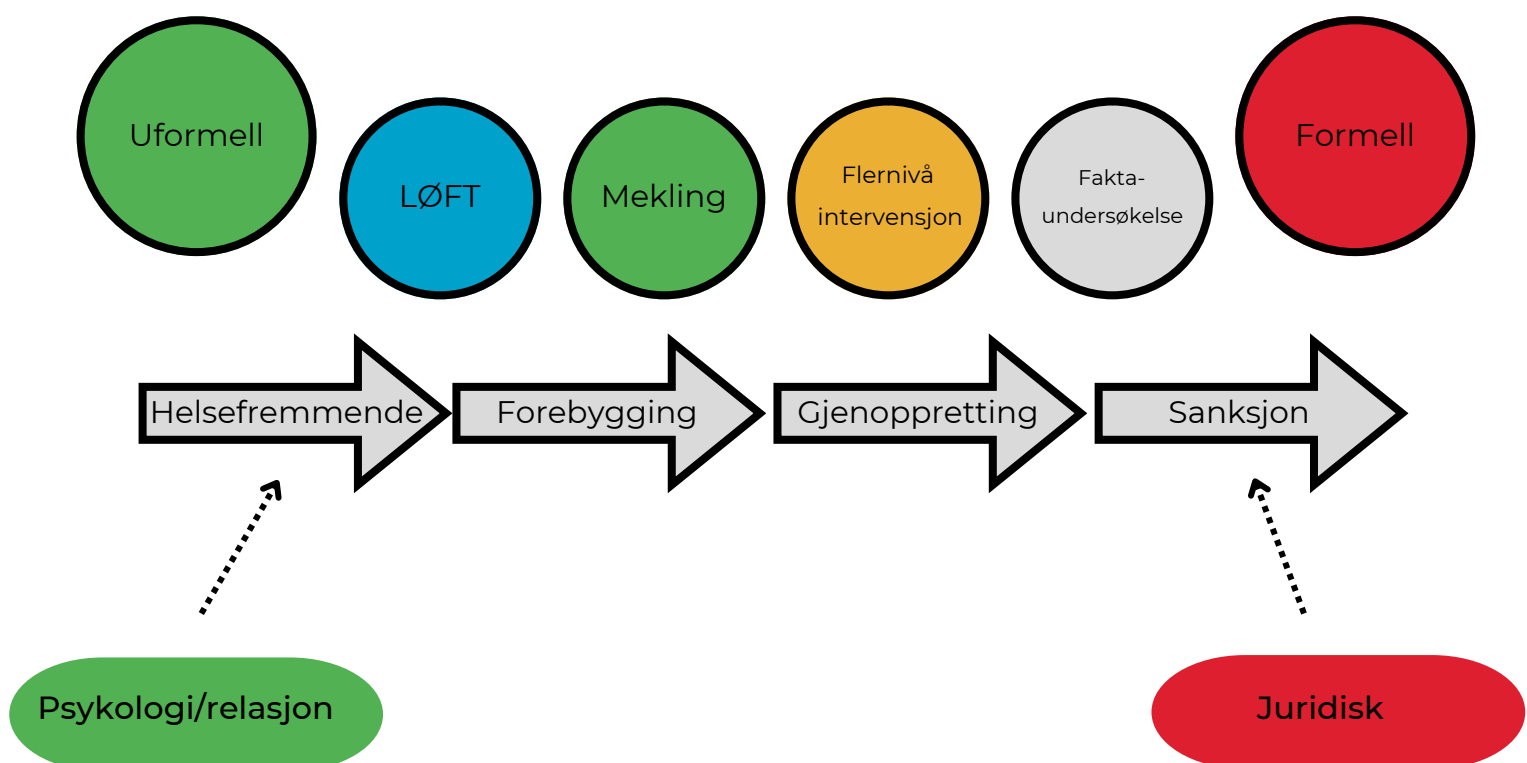 Uformell
LØFT
Mekling
Flernivå
intervensjon
Fakta-
undersøkelse
Formell
Helsefremmende
Forebygging
Gjenoppretting
Sanksjon
Psykologi/relasjon
Juridisk